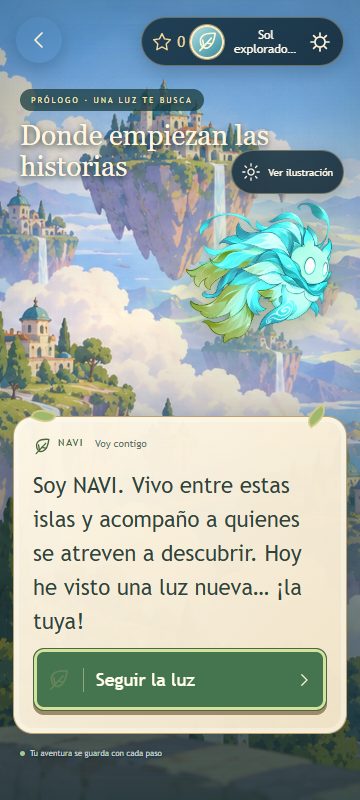 0
Sol
explorado...
PRÓLOGO · UNA LUZ TE BUSCA
Donde empiezan las
historias
Ver ilustración
NAVI Voy contigo
Soy NAVI. Vivo entre estas
islas y acompaño a quienes
se atreven a descubrir. Hoy
he visto una luz nueva... ¡la
tuya!
Seguir la luz
Tu aventura se guarda con cada paso